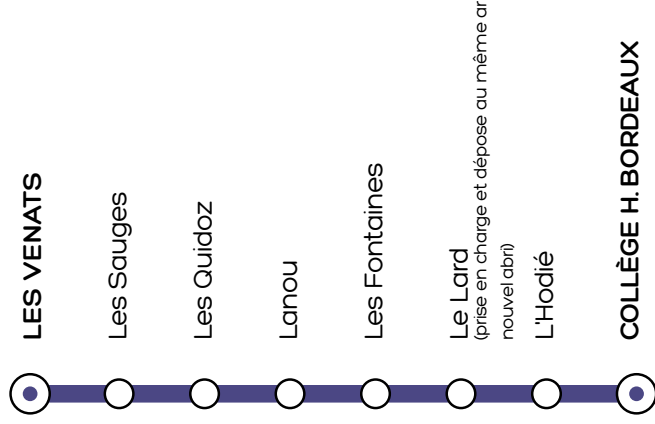 LES VENATS
Les Sauges
Les Quidoz
Lanou
Les Fontaines
Le Lard
(prise en charge et dépose au même
nouvel abri)
L'Hodié
COLLÈGE H. BORDEAUX